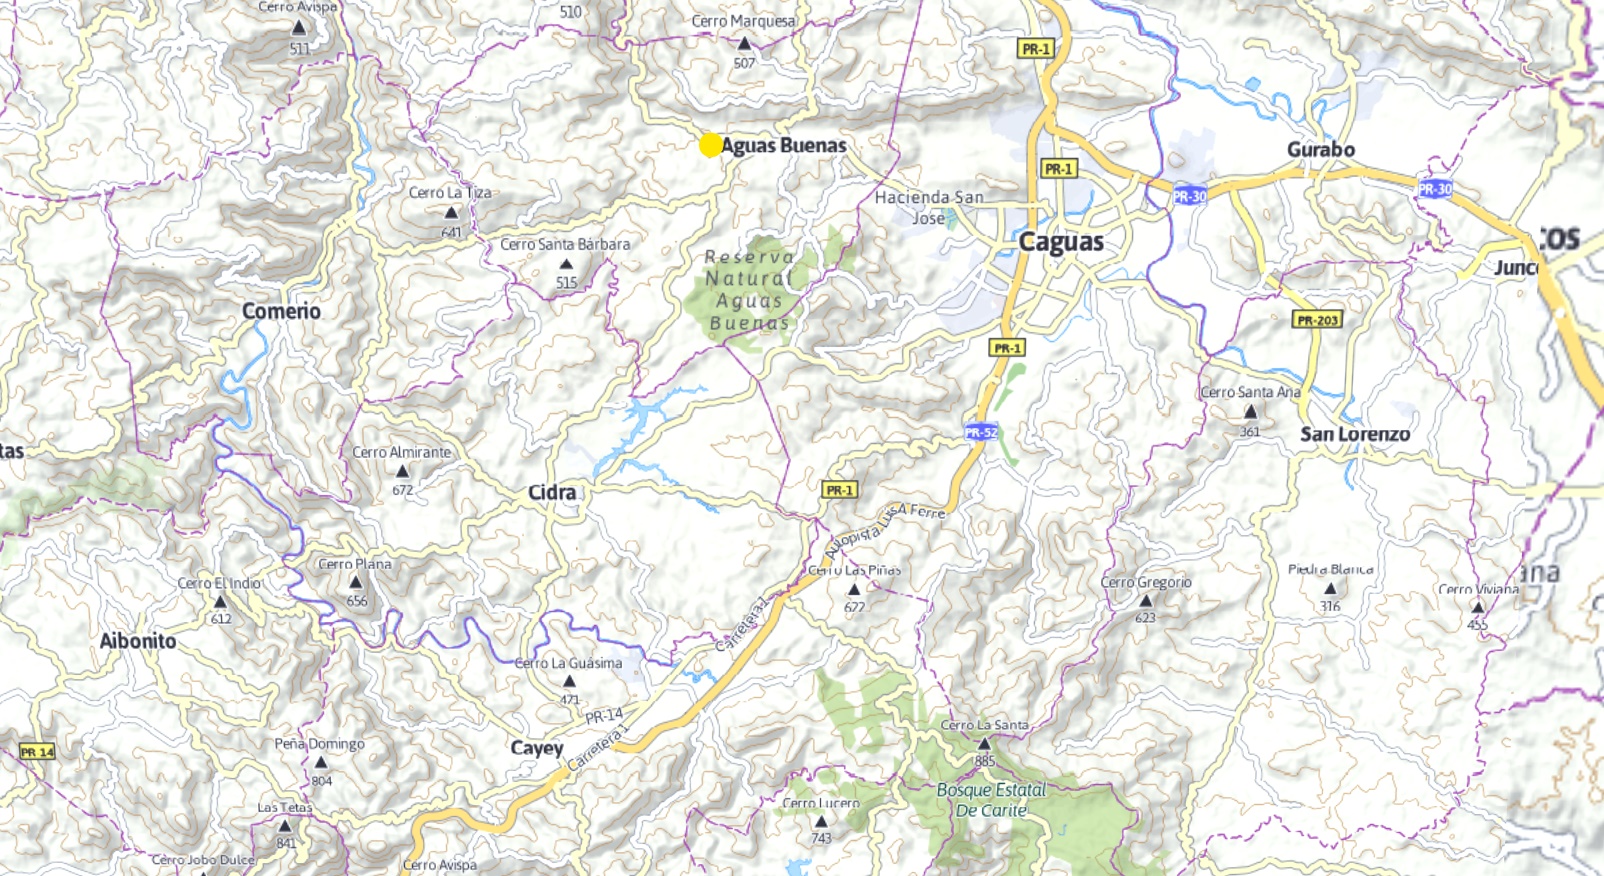 Cerro Avispa
511
510
Cerro Marquesa
507
PR-1
Aguas Buenas
Gurabo
PR-1
PR-30
PR-30
Cerro La Tiza
641
Hacienda San
José
Caguas
Cerro Santa Bárbara
515
Reserva
Natural
Aguas
Buenas
Comerio
PR-203
PR-1
Cerro Santa Ana
361
San Lorenzo
PR-52
Cerro Almirante
672
Cidra
PR-1
Autopista Luis A Ferre
Cerro Plana
656
Cerro El Indio
612
Cerro Las Piñas
622
Cerro Gregorio
623
Piedra Blanca
316
Cerro Viviana
455
Aibonito
Carretera 1
Cerro La Guásima
471
PR-14
Cayey
Carretera 1
Cerro La Santa
885
PR 14
Peña Domingo
804
Bosque Estatal
De Carite
Las Tetas
841
Cerro Lucero
743
Cerro Jobo Dulce
Cerro Avispa